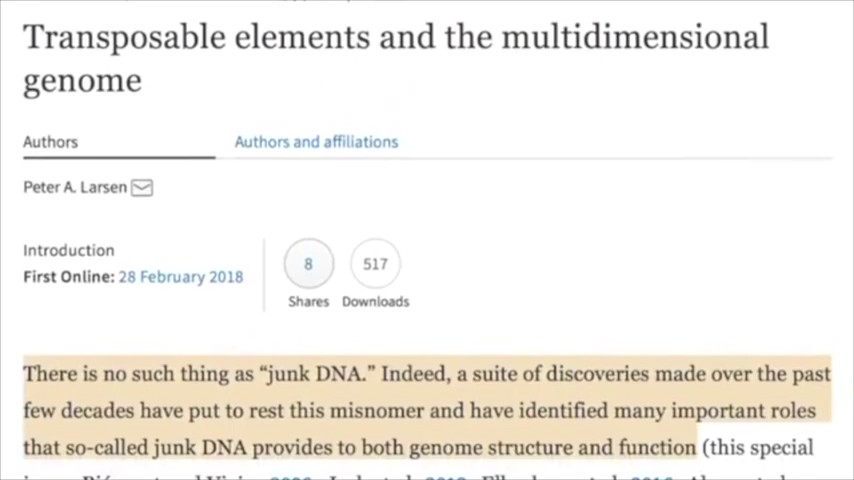 Transposable elements and the multidimensional
genome
Authors
Authors and affiliations
Peter A. Larsen
Introduction
First Online: 28 February 2018
8
517
Shares
Downloads
There is no such thing as “junk DNA.” Indeed, a suite of discoveries made over the past
few decades have put to rest this misnomer and have identified many important roles
that so-called junk DNA provides to both genome structure and function (this special